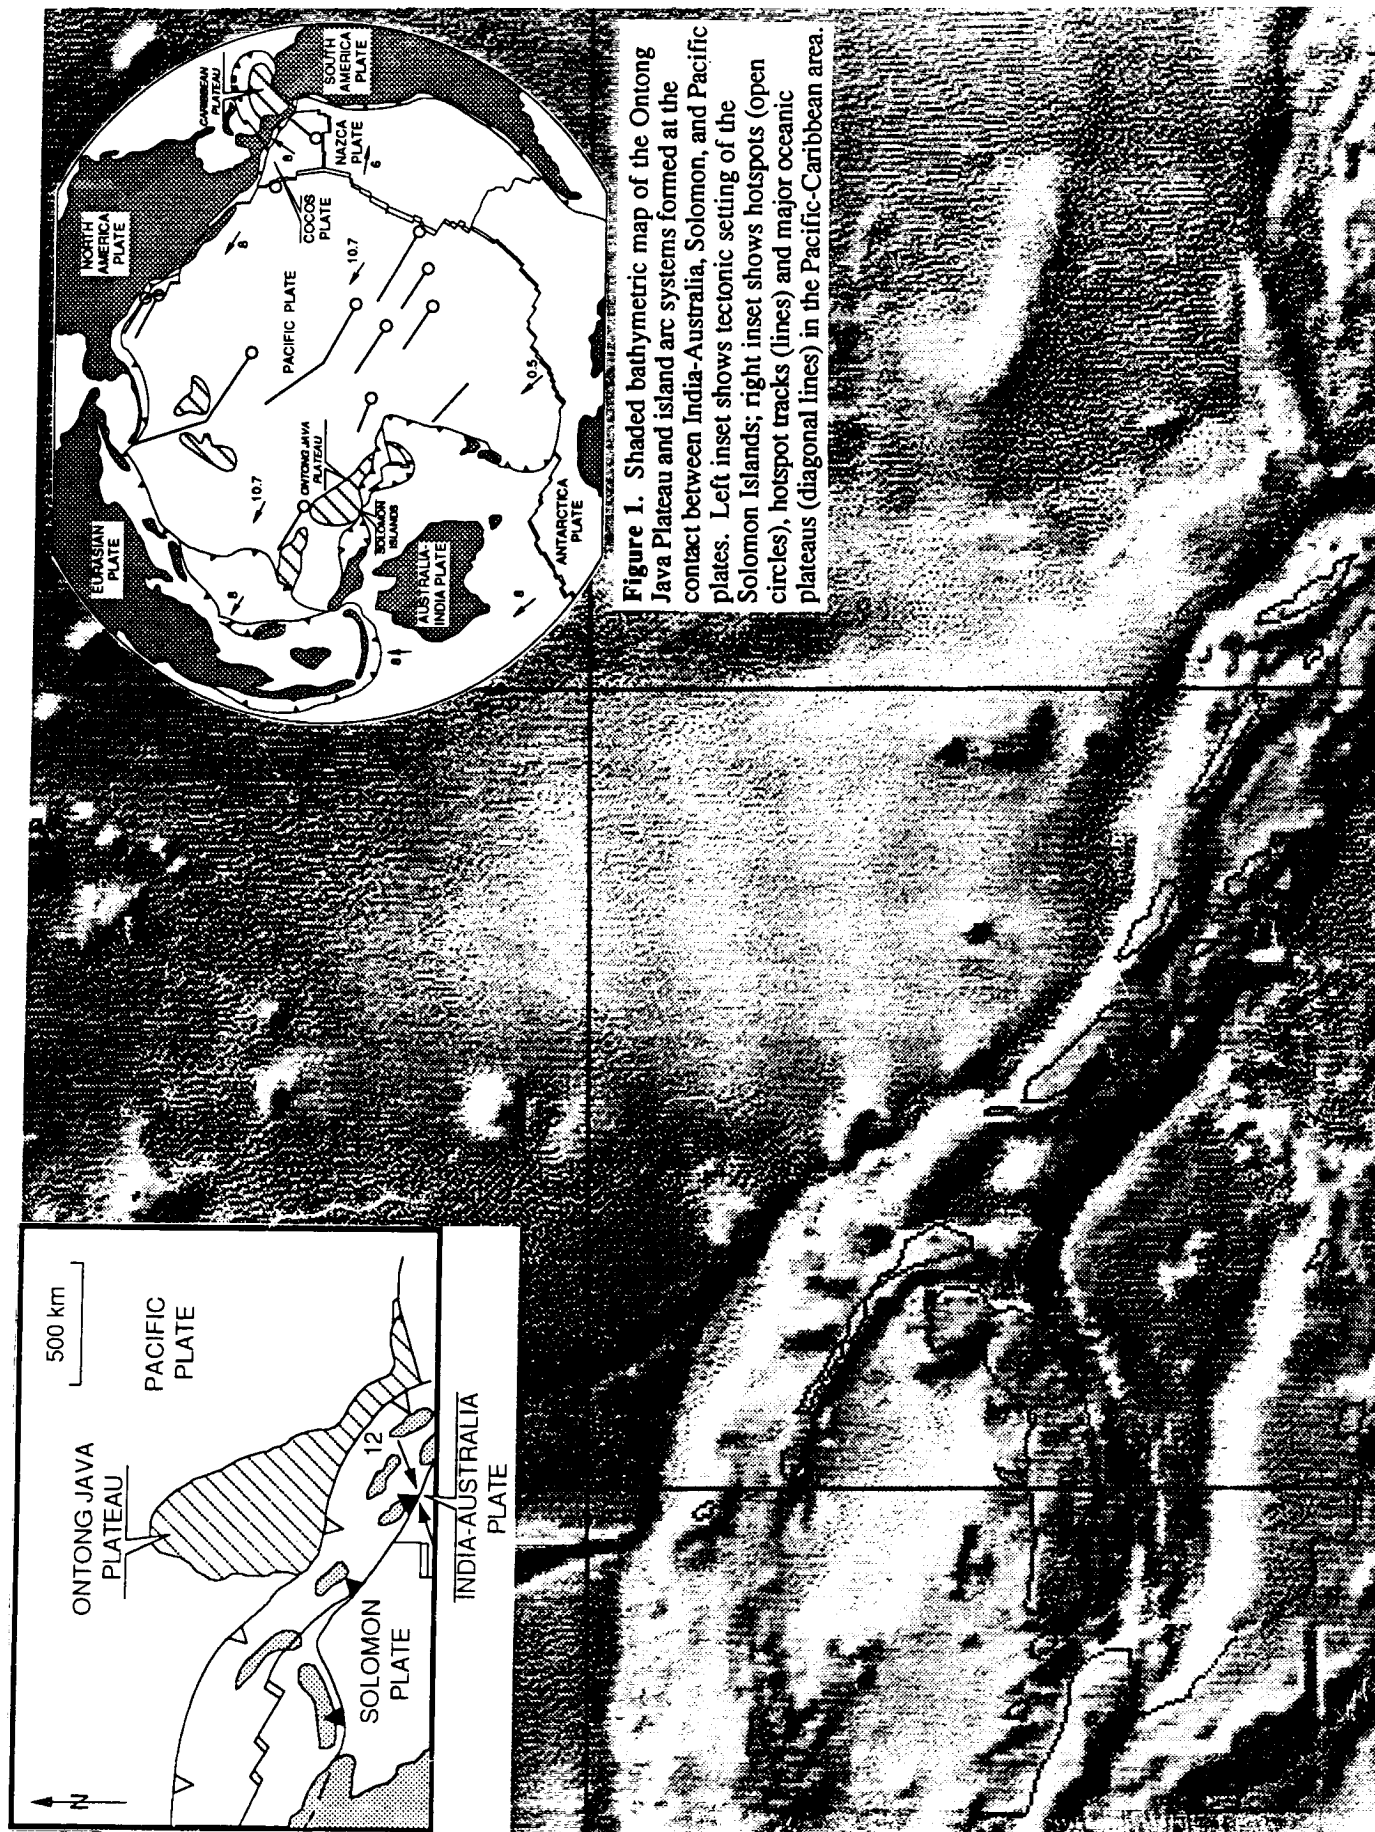 ONTONG JAVA
PLATEAU
500 km
PACIFIC
PLATE
N
12
SOLOMON
PLATE
INDIA-AUSTRALIA
PLATE
EURASIAN
PLATE
NORTH
AMERICA
PLATE
CARIBBEAN
PLATEAU
SOUTH
AMERICA
PLATE
8
10.7
PACIFIC PLATE
8
COCOS
PLATE
8
NAZCA
PLATE
6
ONTONG JAVA
PLATEAU
10.7
SOLOMON
ISLANDS
AUSTRALIA-
INDIA PLATE
8
8
0.5
ANTARCTICA
PLATE
Figure 1. Shaded bathymetric map of the Ontong
Java Plateau and island arc systems formed at the
contact between India-Australia, Solomon, and Pacific
plates. Left inset shows tectonic setting of the
Solomon Islands; right inset shows hotspots (open
circles), hotspot tracks (lines) and major oceanic
plateaus (diagonal lines) in the Pacific-Caribbean area.